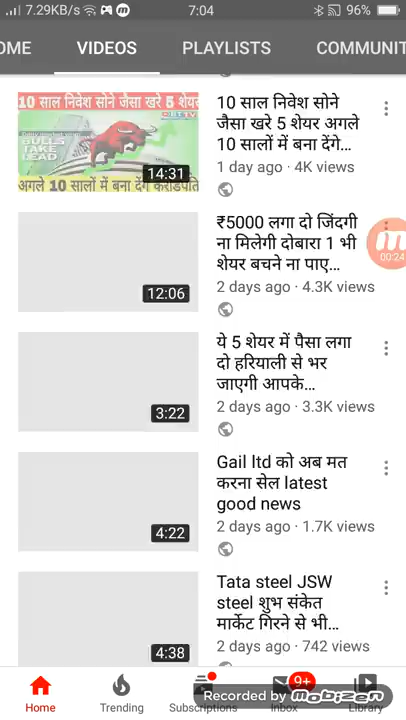 7.29KB/s 7:04 96%
OME VIDEOS PLAYLISTS COMMUNIT
10 साल निवेश सोने जैसा खरे 5 शेयर
BULLS
TAKE
DEAD
14:31
अगले 10 सालों में बना देंगे करोडपति
10 साल निवेश सोने
जैसा खरे 5 शेयर अगले
10 सालों में बना देंगे...
1 day ago · 4K views
12:06
₹5000 लगा दो जिंदगी
ना मिलेगी दोबारा 1 भी
शेयर बचने ना पाए...
2 days ago · 4.3K views
00:24
3:22
ये 5 शेयर में पैसा लगा
दो हरियाली से भर
जाएगी आपके...
2 days ago · 3.3K views
4:22
Gail ltd को अब मत
करना सेल latest
good news
2 days ago · 1.7K views
4:38
Tata steel JSW
steel शुभ संकेत
मार्केट गिरने से भी...
2 days ago · 742 views
9+
Home Trending Subscriptions Inbox Library
Recorded by mobizen